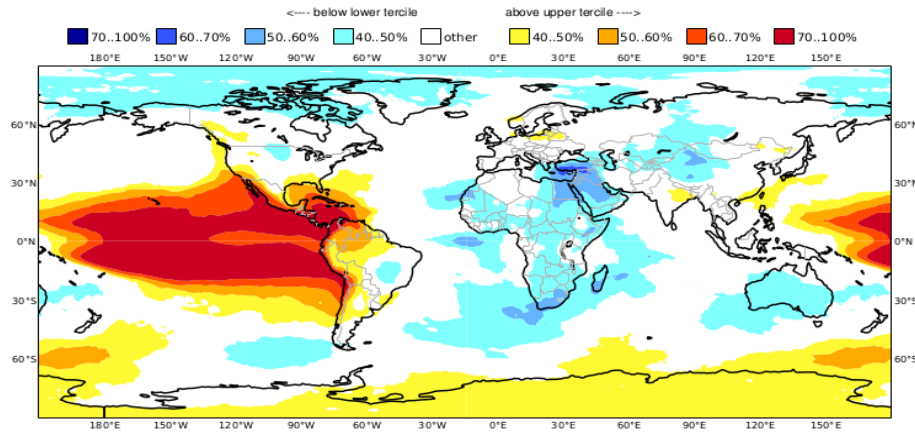 <---- below lower tercile above upper tercile ---->
70..100% 60..70% 50..60% 40..50% other 40..50% 50..60% 60..70% 70..100%
180°E 150°W 120°W 90°W 60°W 30°W 0°E 30°E 60°E 90°E 120°E 150°E
60°N 60°N
30°N 30°N
0°N 0°N
30°S 30°S
60°S 60°S
180°E 150°W 120°W 90°W 60°W 30°W 0°E 30°E 60°E 90°E 120°E 150°E